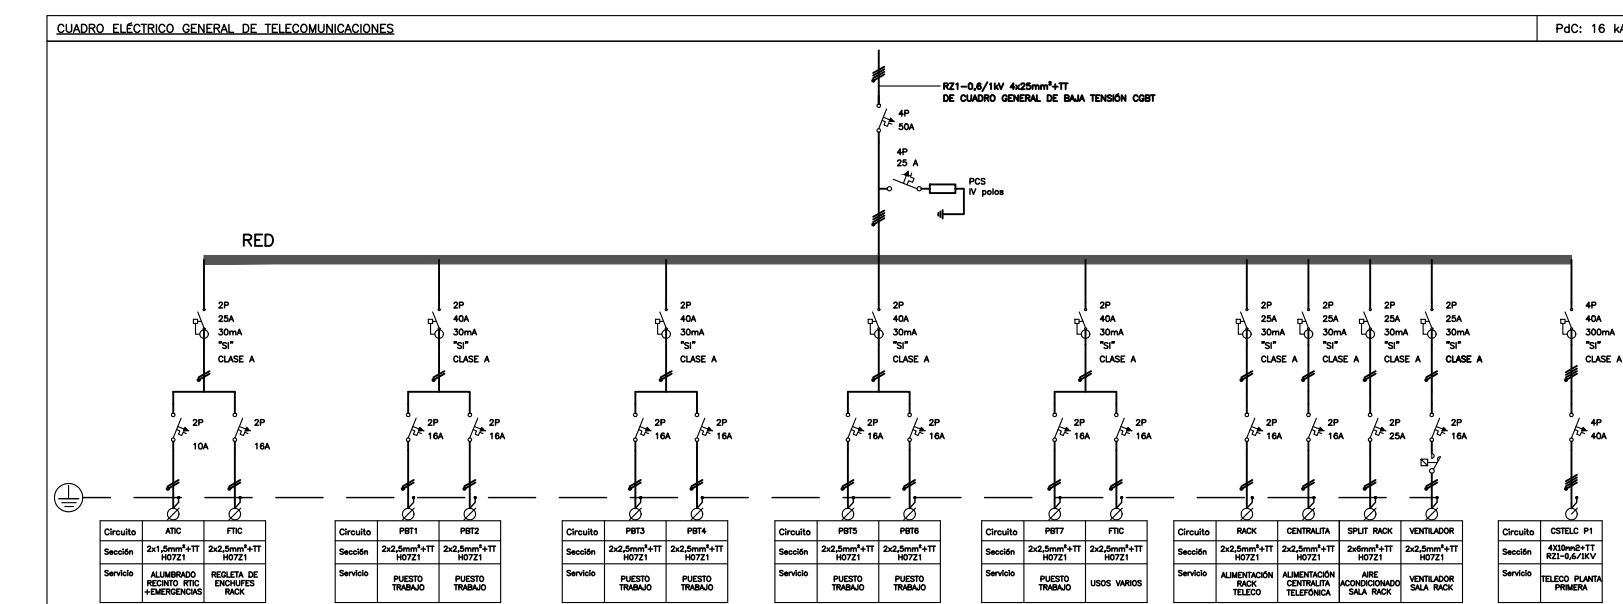 CUADRO ELÉCTRICO GENERAL DE TELECOMUNICACIONES
PdC: 16 kA
RZ1-0,6/1kV 4x25mm²+TT
DE CUADRO GENERAL DE BAJA TENSIÓN CGBT
4P
50A
4P
25 A
PCS
IV polos
RED
2P
25A
30mA
"SI"
CLASE A
2P
40A
30mA
"SI"
CLASE A
2P
40A
30mA
"SI"
CLASE A
2P
40A
30mA
"SI"
CLASE A
2P
40A
30mA
"SI"
CLASE A
2P
25A
30mA
"SI"
CLASE A
2P
25A
30mA
"SI"
CLASE A
2P
25A
30mA
"SI"
CLASE A
2P
25A
30mA
"SI"
CLASE A
4P
40A
300mA
"SI"
CLASE A
2P
10A
2P
16A
2P
16A
2P
16A
2P
16A
2P
16A
2P
16A
2P
16A
2P
16A
2P
16A
2P
16A
2P
16A
2P
25A
2P
16A
4P
40A
Circuito ATIC FTIC
Sección 2x1,5mm²+TT H07Z1 2x2,5mm²+TT H07Z1
Servicio ALUMBRADO RECINTO RTIC +EMERGENCIAS REGLETA DE ENCHUFES RACK
Circuito PBT1 PBT2
Sección 2x2,5mm²+TT H07Z1 2x2,5mm²+TT H07Z1
Servicio PUESTO TRABAJO PUESTO TRABAJO
Circuito PBT3 PBT4
Sección 2x2,5mm²+TT H07Z1 2x2,5mm²+TT H07Z1
Servicio PUESTO TRABAJO PUESTO TRABAJO
Circuito PBT5 PBT6
Sección 2x2,5mm²+TT H07Z1 2x2,5mm²+TT H07Z1
Servicio PUESTO TRABAJO PUESTO TRABAJO
Circuito PBT7 FTIC
Sección 2x2,5mm²+TT H07Z1 2x2,5mm²+TT H07Z1
Servicio PUESTO TRABAJO USOS VARIOS
Circuito RACK CENTRALITA SPLIT RACK VENTILADOR
Sección 2x2,5mm²+TT H07Z1 2x2,5mm²+TT H07Z1 2x6mm²+TT H07Z1 2x2,5mm²+TT H07Z1
Servicio ALIMENTACIÓN RACK TELECO ALIMENTACIÓN CENTRALITA TELEFÓNICA AIRE ACONDICIONADO SALA RACK VENTILADOR SALA RACK
Circuito CSTELC P1
Sección 4X10mm2+TT RZ1-0,6/1KV
Servicio TELECO PLANTA PRIMERA